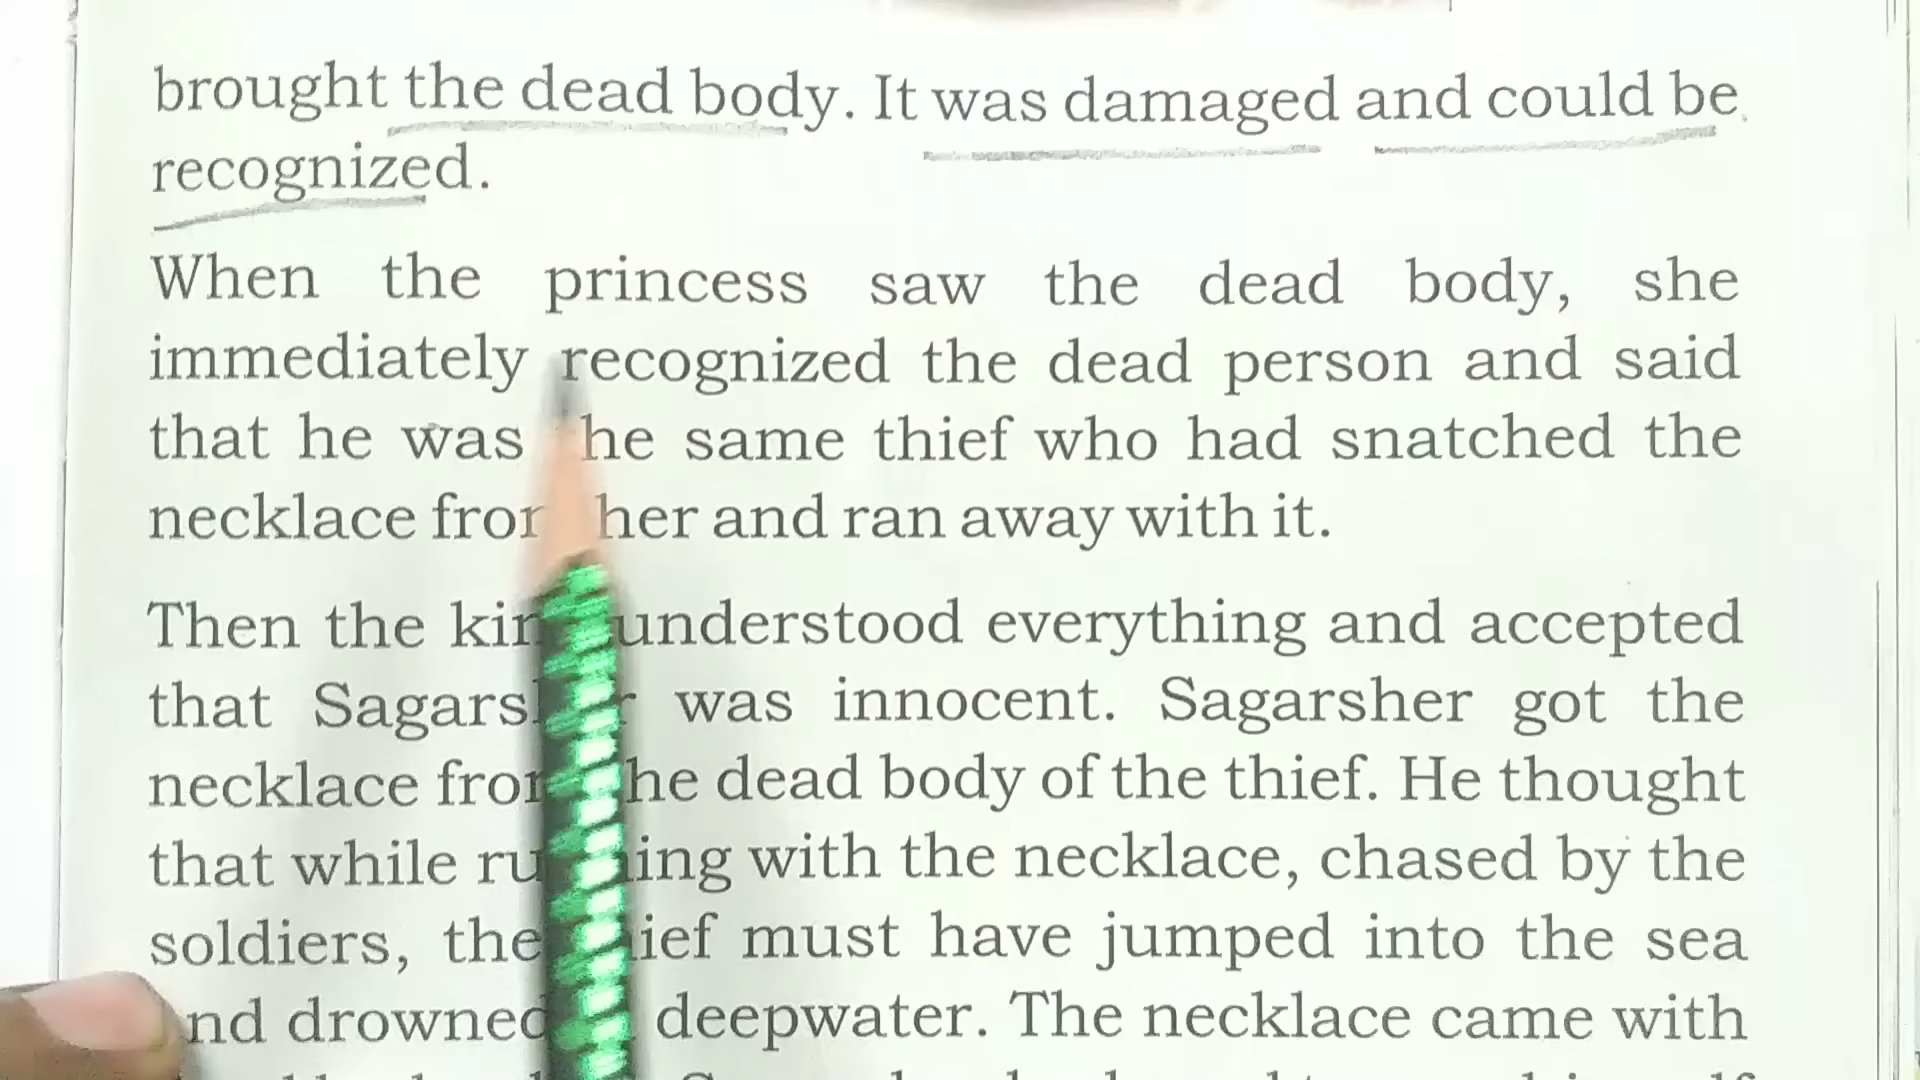 brought the dead body. It was damaged and could be
recognized.
When the princess saw the dead body, she
immediately recognized the dead person and said
that he was he same thief who had snatched the
necklace from her and ran away with it.
Then the king understood everything and accepted
that Sagarsher was innocent. Sagarsher got the
necklace from the dead body of the thief. He thought
that while running with the necklace, chased by the
soldiers, the thief must have jumped into the sea
and drowned deepwater. The necklace came with